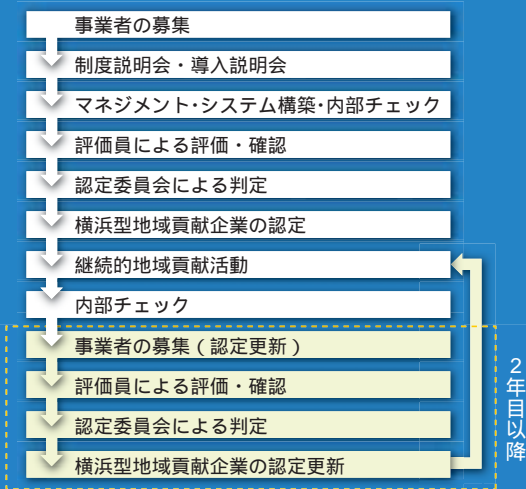 事業者の募集
制度説明会・導入説明会
マネジメント・システム構築・内部チェック
評価員による評価・確認
認定委員会による判定
横浜型地域貢献企業の認定
継続的地域貢献活動
内部チェック
事業者の募集（認定更新）
評価員による評価・確認
認定委員会による判定
横浜型地域貢献企業の認定更新
2年目以降